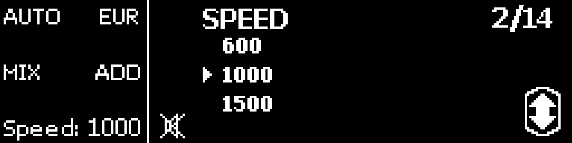 AUTO EUR
MIX ADD
Speed: 1000
SPEED 2/14
600
1000
1500